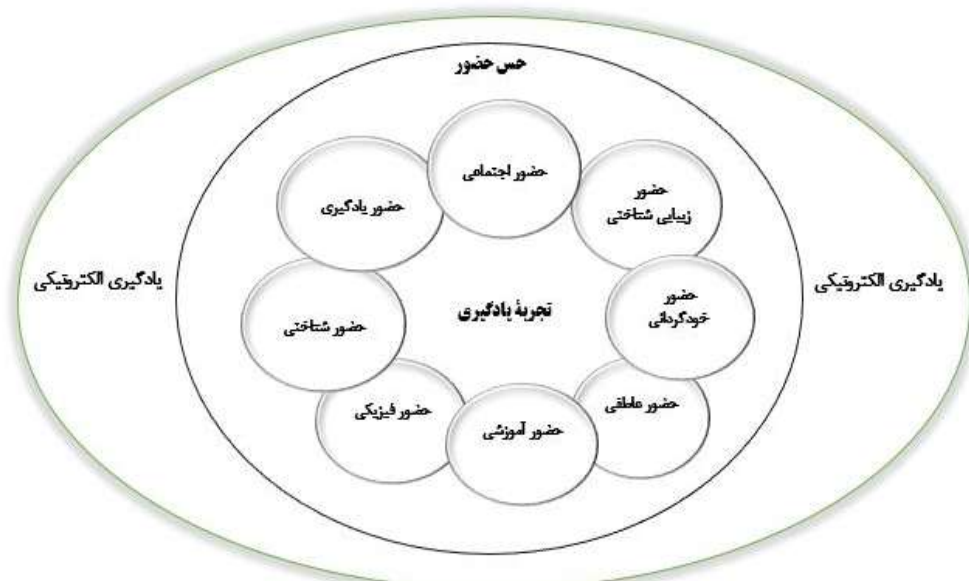 حس حضور
حضور اجتماعی
حضور
زیبایی شناختی
حضور یادگیری
یادگیری الکترونیکی
یادگیری الکترونیکی
حضور
خودگردانی
تجربۀ یادگیری
حضور شناختی
حضور عاطفی
حضور فیزیکی
حضور آموزشی